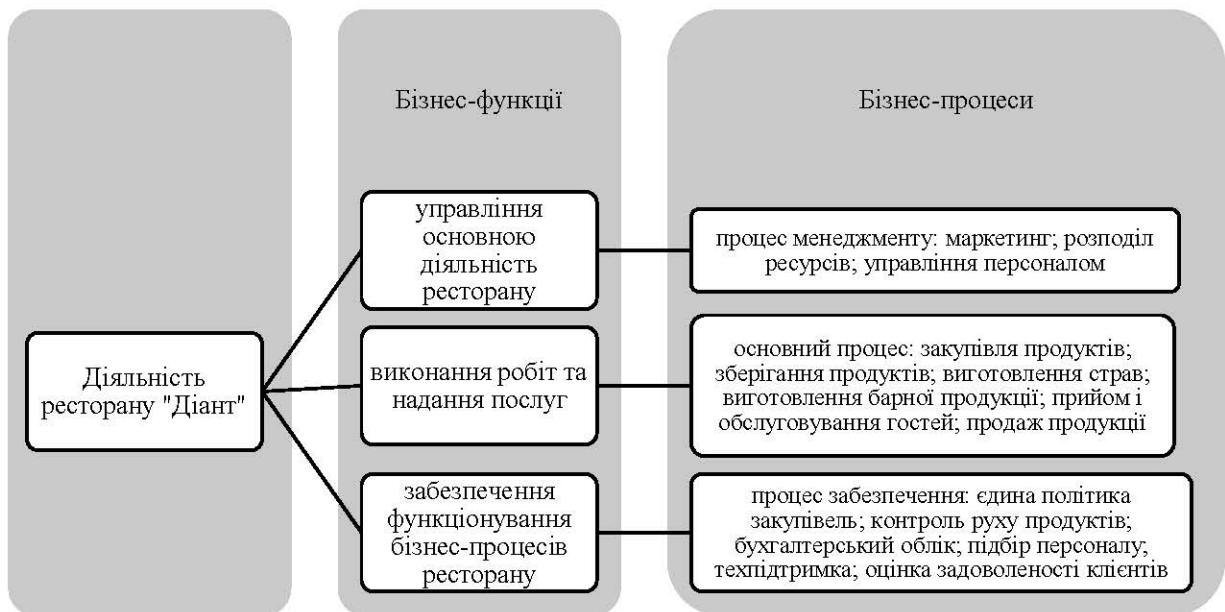 Бізнес-функції
Бізнес-процеси
Діяльність
ресторану "Діант"
управління
основною
діяльність
ресторану
процес менеджменту: маркетинг; розподіл
ресурсів; управління персоналом
виконання робіт та
надання послуг
основний процес: закупівля продуктів;
зберігання продуктів; виготовлення страв;
виготовлення барної продукції; прийом і
обслуговування гостей; продаж продукції
забезпечення
функціонування
бізнес-процесів
ресторану
процес забезпечення: єдина політика
закупівель; контроль руху продуктів;
бухгалтерський облік; підбір персоналу;
техпідтримка; оцінка задоволеності клієнтів